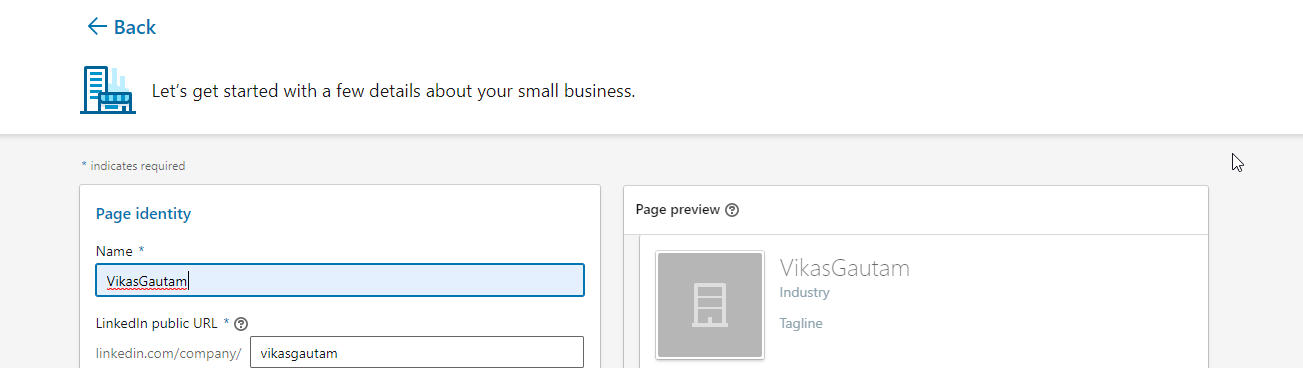 Back
Let's get started with a few details about your small business.
* indicates required
Page identity
Name *
VikasGautam
LinkedIn public URL *
linkedin.com/company/ vikasgautam
Page preview
VikasGautam
Industry
Tagline